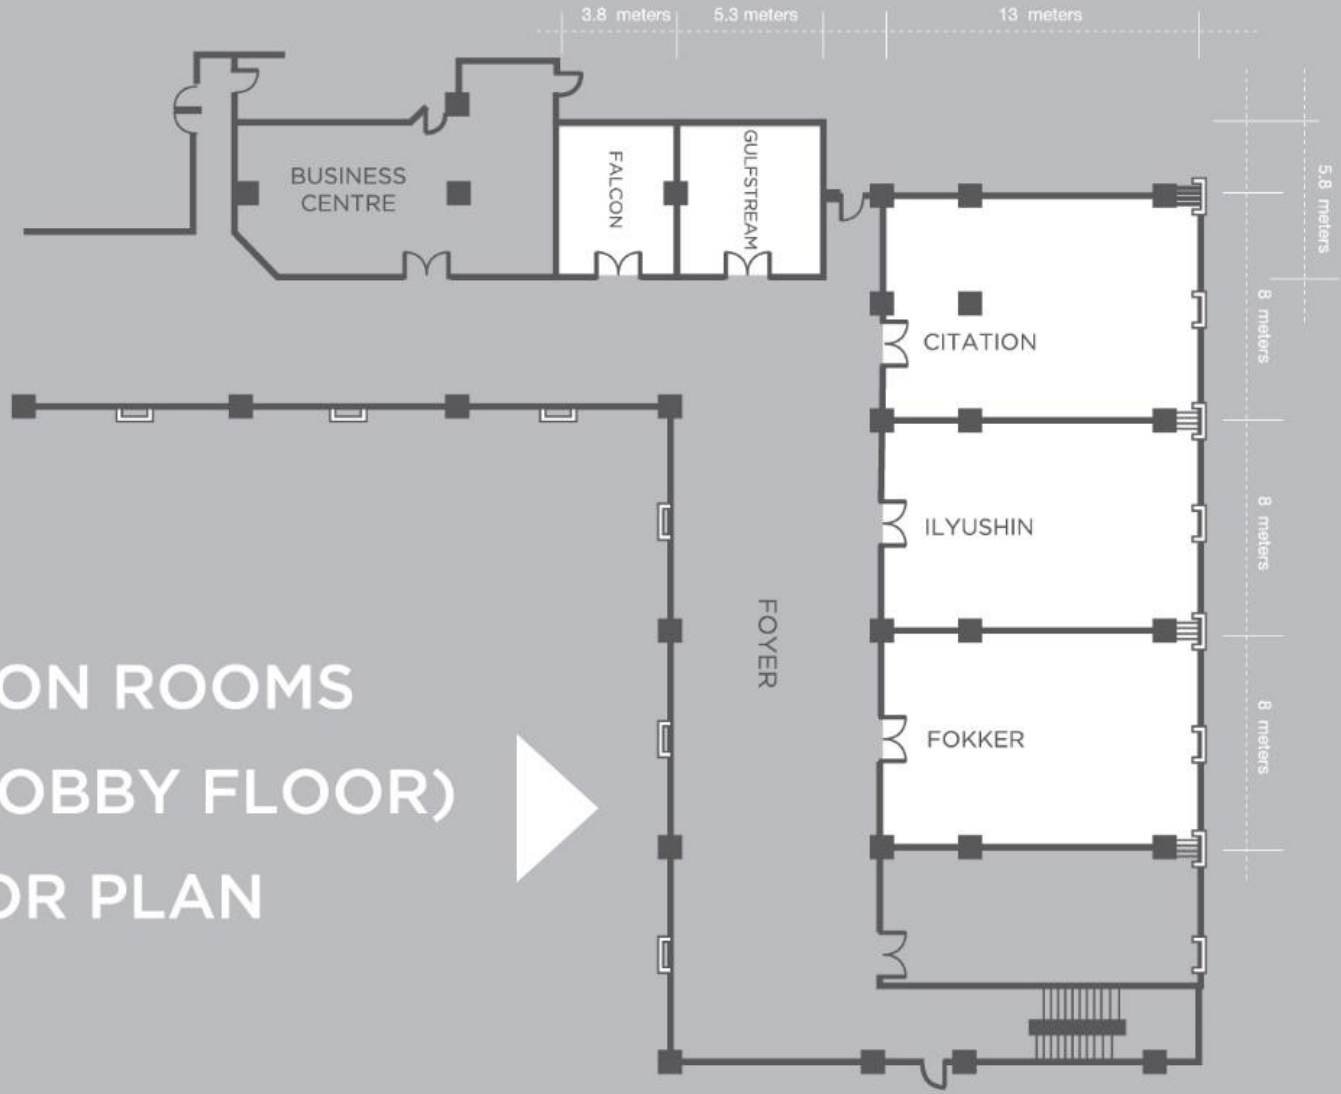 3.8 meters
5.3 meters
13 meters
5.8 meters
BUSINESS
CENTRE
FALCON
GULFSTREAM
8 meters
CITATION
8 meters
ILYUSHIN
FOYER
8 meters
FOKKER
ON ROOMS
OBBY FLOOR)
OR PLAN